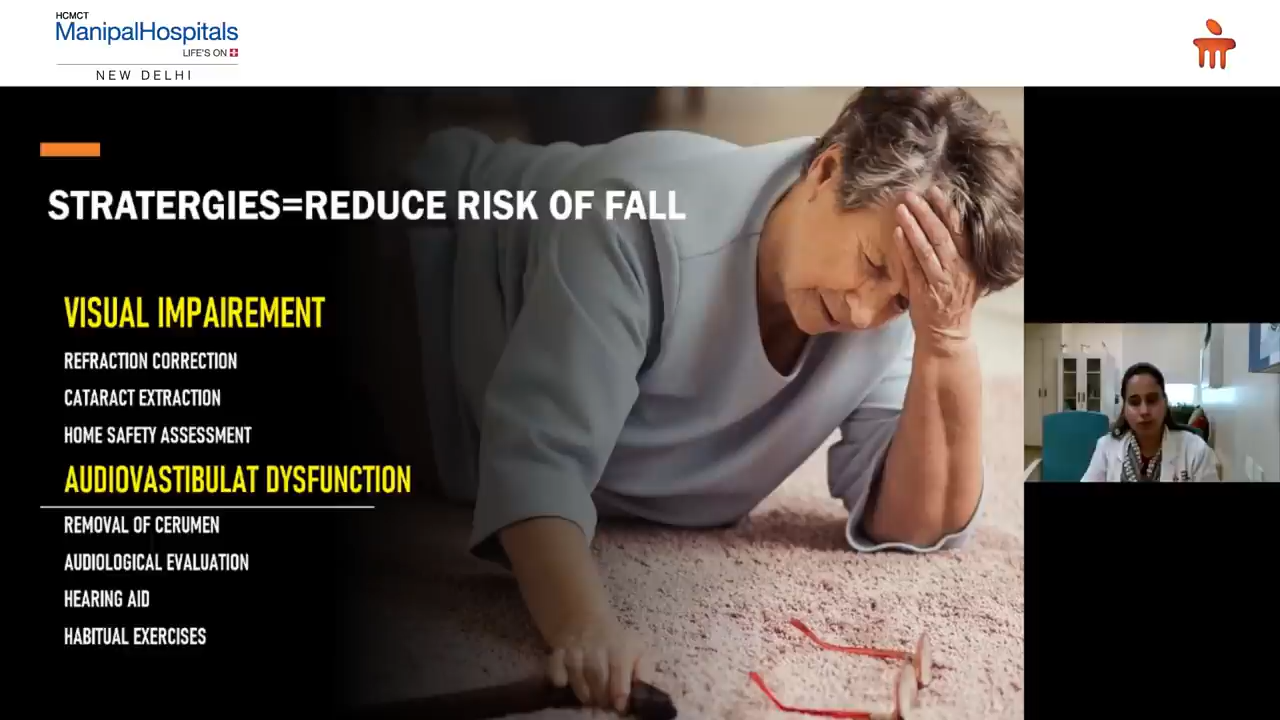 HCMCT
ManipalHospitals
LIFE'S ON
NEW DELHI
STRATERGIES=REDUCE RISK OF FALL
VISUAL IMPAIREMENT
REFRACTION CORRECTION
CATARACT EXTRACTION
HOME SAFETY ASSESSMENT
AUDIOVASTIBULAT DYSFUNCTION
REMOVAL OF CERUMEN
AUDIOLOGICAL EVALUATION
HEARING AID
HABITUAL EXERCISES